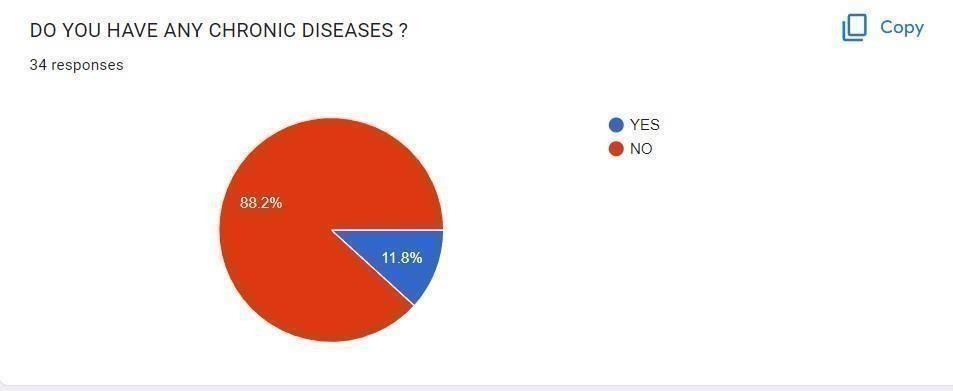 DO YOU HAVE ANY CHRONIC DISEASES ?
Copy
34 responses
YES
NO
88.2%
11.8%